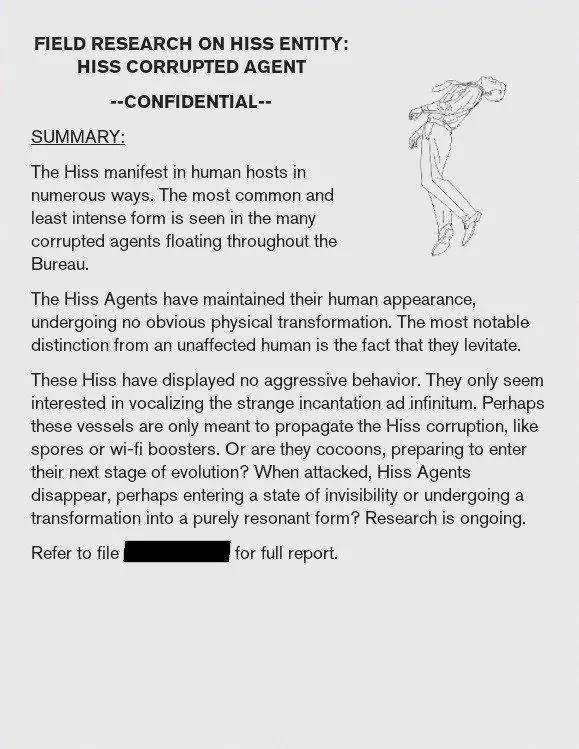 FIELD RESEARCH ON HISS ENTITY:
HISS CORRUPTED AGENT
--CONFIDENTIAL--
SUMMARY:
The Hiss manifest in human hosts in
numerous ways. The most common and
least intense form is seen in the many
corrupted agents floating throughout the
Bureau.
The Hiss Agents have maintained their human appearance,
undergoing no obvious physical transformation. The most notable
distinction from an unaffected human is the fact that they levitate.
These Hiss have displayed no aggressive behavior. They only seem
interested in vocalizing the strange incantation ad infinitum. Perhaps
these vessels are only meant to propagate the Hiss corruption, like
spores or wi-fi boosters. Or are they cocoons, preparing to enter
their next stage of evolution? When attacked, Hiss Agents
disappear, perhaps entering a state of invisibility or undergoing a
transformation into a purely resonant form? Research is ongoing.
Refer to file for full report.